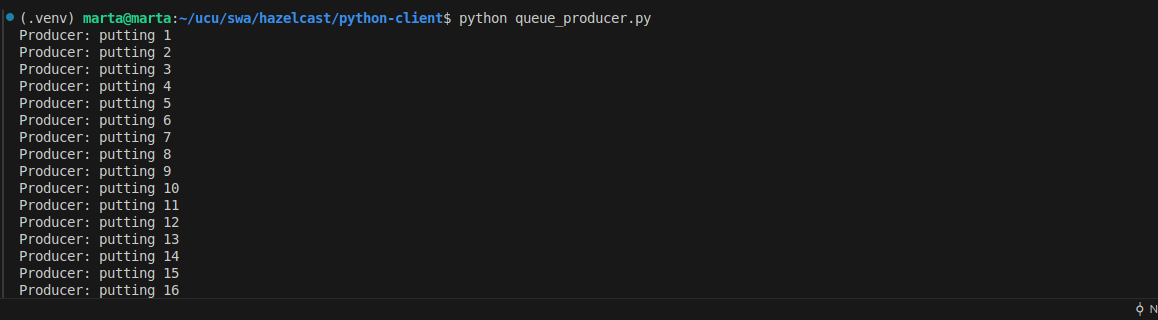 (.venv) marta@marta:~/ucu/swa/hazelcast/python-client$ python queue_producer.py
Producer: putting 1
Producer: putting 2
Producer: putting 3
Producer: putting 4
Producer: putting 5
Producer: putting 6
Producer: putting 7
Producer: putting 8
Producer: putting 9
Producer: putting 10
Producer: putting 11
Producer: putting 12
Producer: putting 13
Producer: putting 14
Producer: putting 15
Producer: putting 16
N